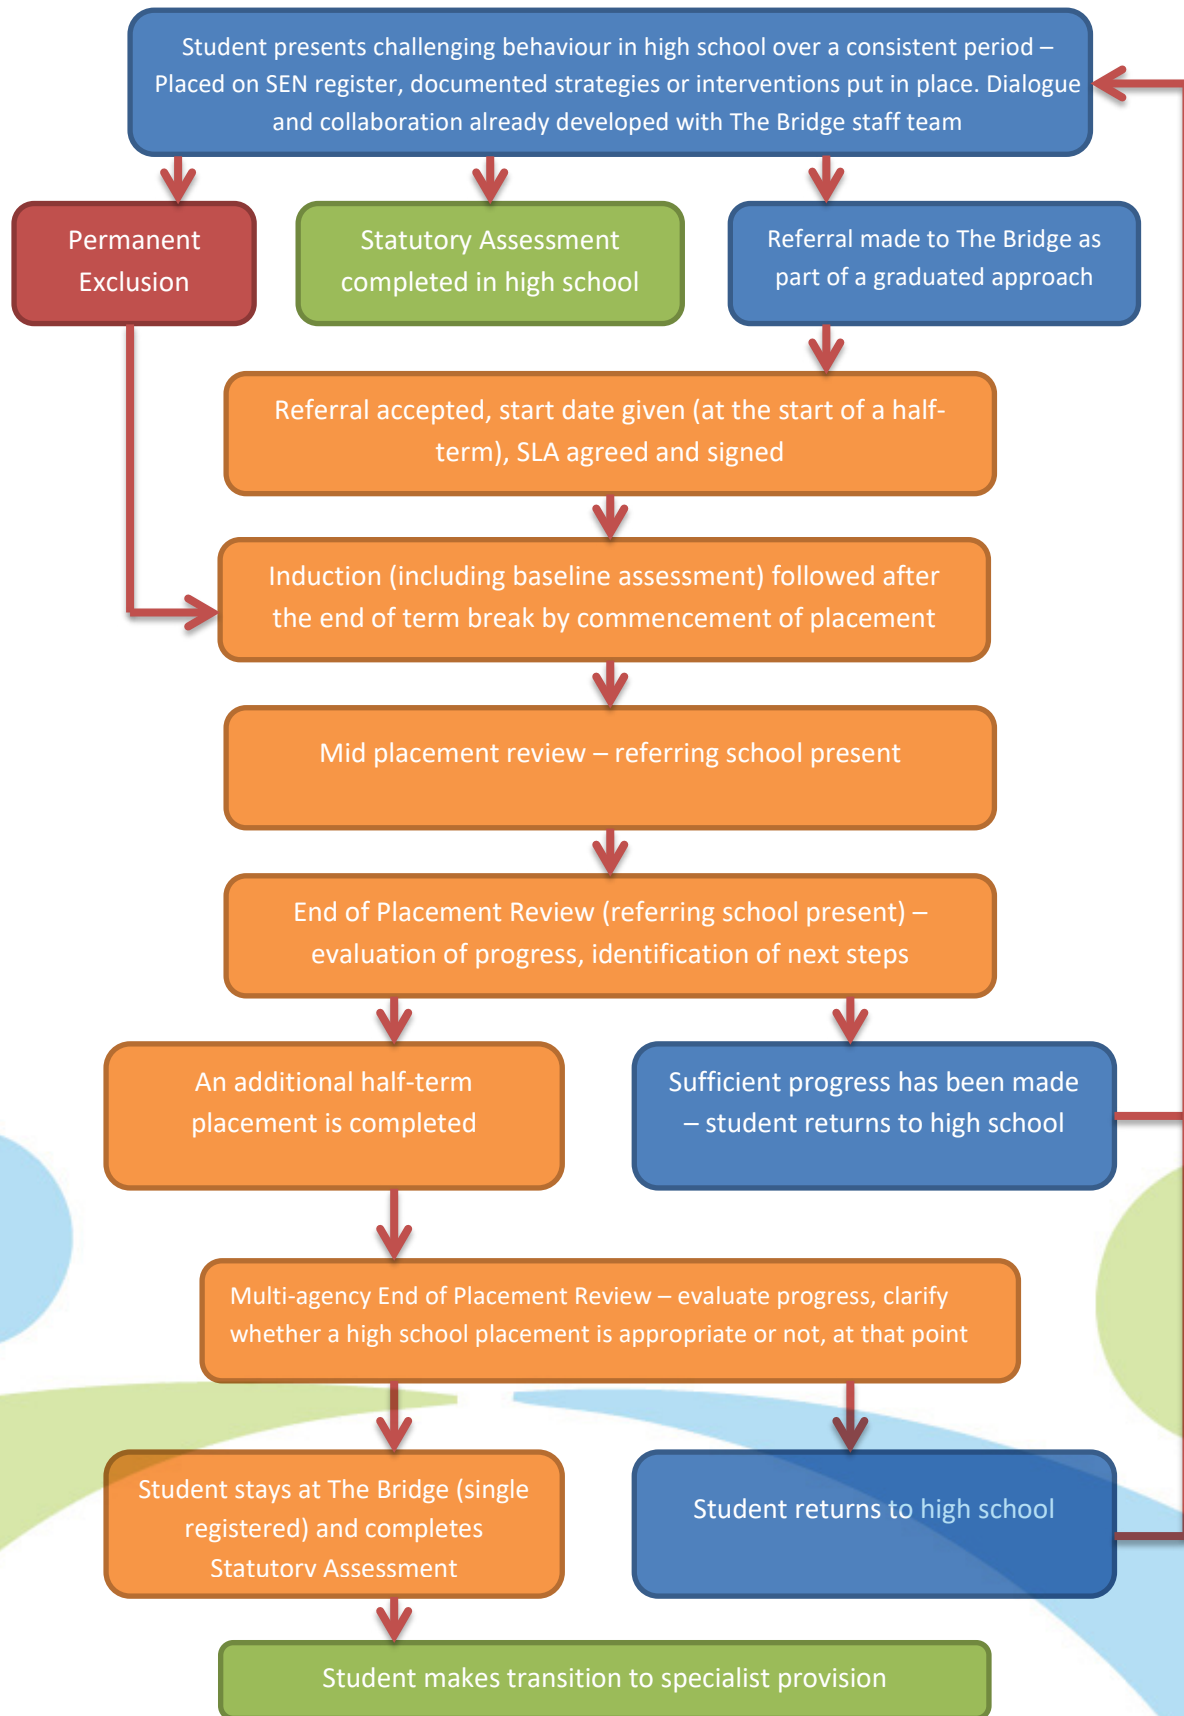 Student presents challenging behaviour in high school over a consistent period –
Placed on SEN register, documented strategies or interventions put in place. Dialogue
and collaboration already developed with The Bridge staff team
Permanent
Exclusion
Statutory Assessment
completed in high school
Referral made to The Bridge as
part of a graduated approach
Referral accepted, start date given (at the start of a half-
term), SLA agreed and signed
Induction (including baseline assessment) followed after
the end of term break by commencement of placement
Mid placement review – referring school present
End of Placement Review (referring school present) –
evaluation of progress, identification of next steps
An additional half-term
placement is completed
Sufficient progress has been made
– student returns to high school
Multi-agency End of Placement Review – evaluate progress, clarify
whether a high school placement is appropriate or not, at that point
Student stays at The Bridge (single
registered) and completes
Statutory Assessment
Student returns to high school
Student makes transition to specialist provision